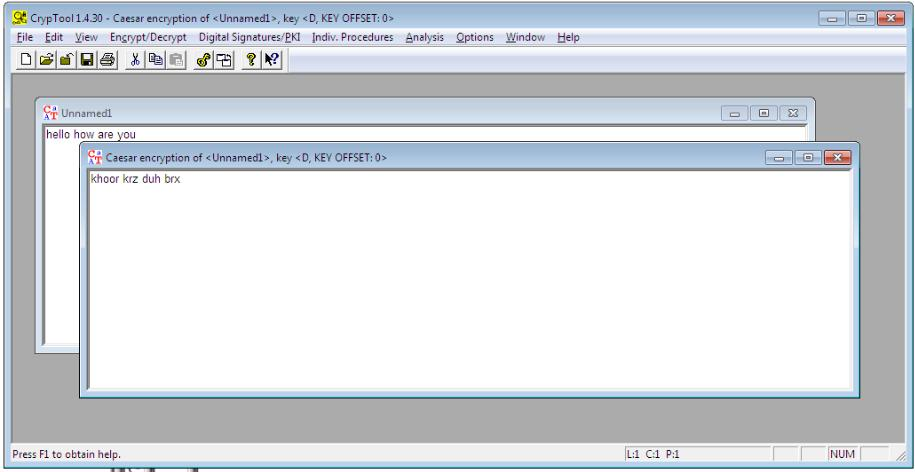 CrypTool 1.4.30 - Caesar encryption of <Unnamed1>, key <D, KEY OFFSET: 0>
File Edit View Encrypt/Decrypt Digital Signatures/PKI Indiv. Procedures Analysis Options Window Help
Unnamed1
hello how are you
Caesar encryption of <Unnamed1>, key <D, KEY OFFSET: 0>
khoor krz duh brx
Press F1 to obtain help. L:1 C:1 P:1 NUM